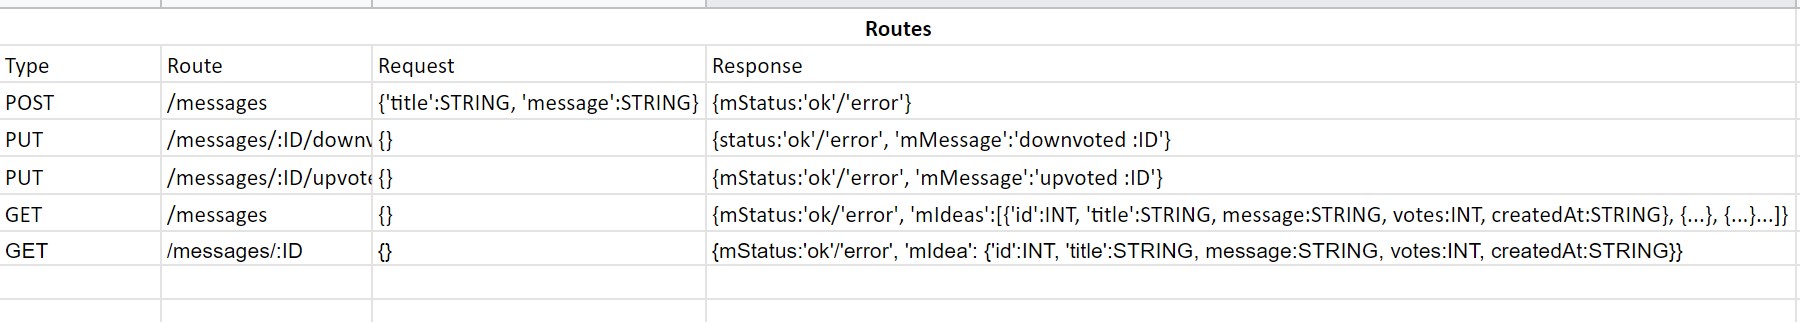 Routes
Type Route Request Response
POST /messages {'title':STRING, 'message':STRING} {mStatus:'ok'/'error'}
PUT /messages/:ID/downv {} {status:'ok'/'error', 'mMessage':'downvoted :ID'}
PUT /messages/:ID/upvote {} {mStatus:'ok'/'error', 'mMessage':'upvoted :ID'}
GET /messages {} {mStatus:'ok/'error', 'mIdeas':[{'id':INT, 'title':STRING, message:STRING, votes:INT, createdAt:STRING}, {...}, {...}...]}
GET /messages/:ID {} {mStatus:'ok'/'error', 'mIdea': {'id':INT, 'title':STRING, message:STRING, votes:INT, createdAt:STRING}}